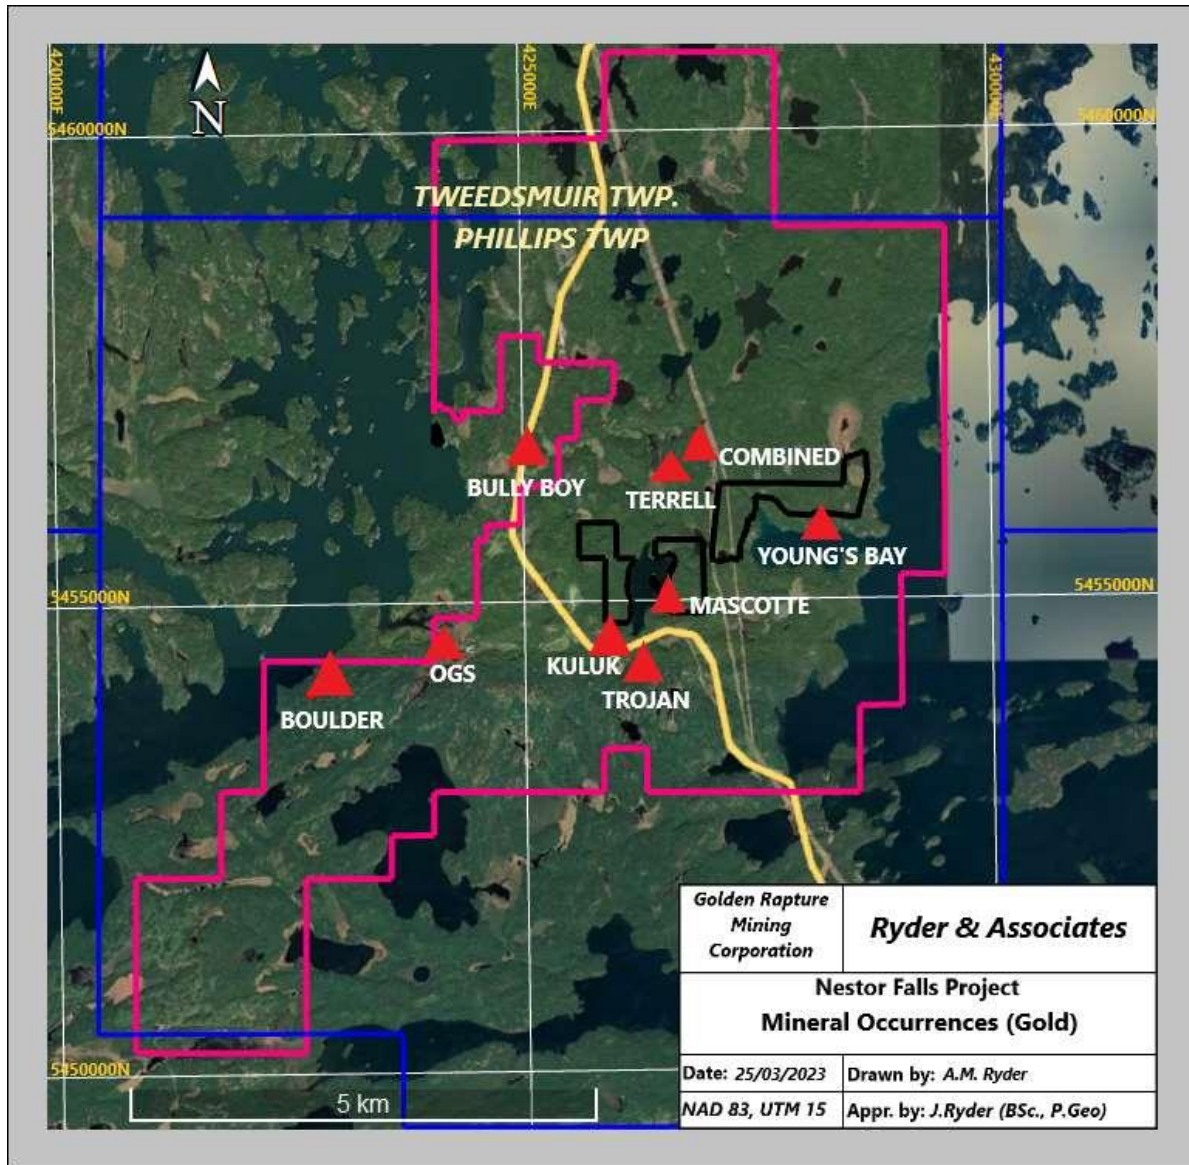 420000E
425000E
430000E
N
5460000N
5460000N
TWEEDSMUIR TWP.
PHILLIPS TWP
COMBINED
BULLY BOY
TERRELL
YOUNG'S BAY
5455000N
5455000N
MASCOTTE
KULUK
OGS
TROJAN
BOULDER
Golden Rapture
Mining
Corporation
Ryder & Associates
Nestor Falls Project
Mineral Occurrences (Gold)
5450000N
Date: 25/03/2023
Drawn by: A.M. Ryder
5 km
NAD 83, UTM 15
Appr. by: J.Ryder (BSc., P.Geo)